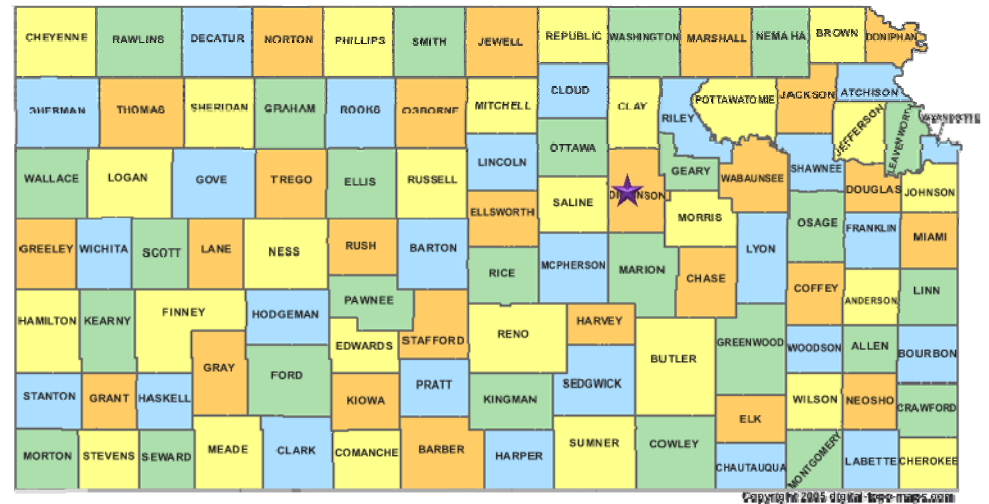 CHEYENNE RAWLINS DECATUR NORTON PHILLIPS SMITH JEWELL REPUBLIC WASHINGTON MARSHALL NEMAHA BROWN DONIPHAN
SHERMAN THOMAS SHERIDAN GRAHAM ROOKS OSBORNE MITCHELL CLOUD CLAY RILEY POTTAWATOMIE JACKSON ATCHISON
JEFFERSON LEAVENWORTH WYANDOTTE
WALLACE LOGAN GOVE TREGO ELLIS RUSSELL LINCOLN OTTAWA GEARY WABAUNSEE SHAWNEE DOUGLAS JOHNSON
ELLSWORTH SALINE MORRIS
GREELEY WICHITA SCOTT LANE NESS RUSH BARTON RICE MCPHERSON MARION CHASE LYON OSAGE FRANKLIN MIAMI
HAMILTON KEARNY FINNEY HODGEMAN PAWNEE STAFFORD RENO HARVEY COFFEY ANDERSON LINN
EDWARDS
GRAY FORD BUTLER GREENWOOD WOODSON ALLEN BOURBON
STANTON GRANT HASKELL KIOWA PRATT KINGMAN SEDGWICK ELK WILSON NEOSHO CRAWFORD
MORTON STEVENS SEWARD MEADE CLARK COMANCHE BARBER HARPER SUMNER COWLEY CHAUTAUQUA MONTGOMERY LABETTE CHEROKEE
Copyright 2005 digital-topo-maps.com